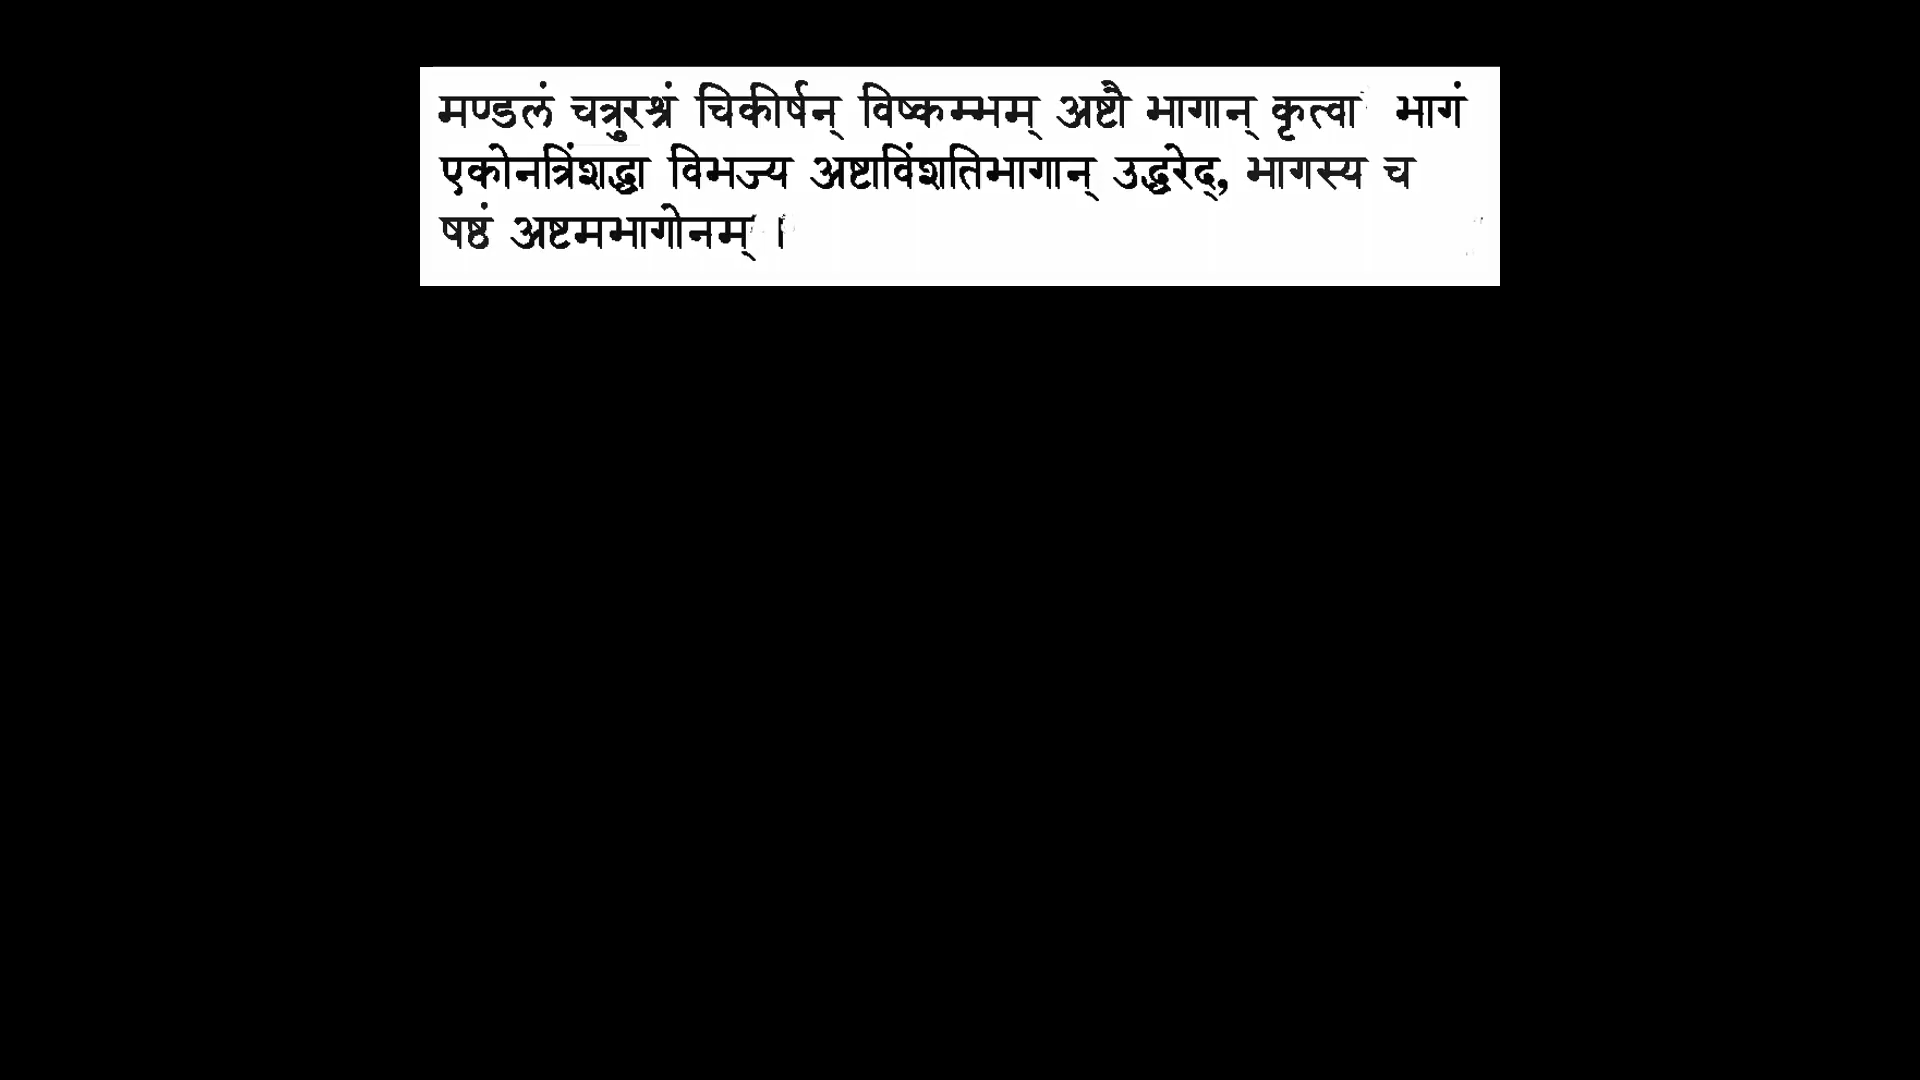 मण्डलं चत्रुरश्रं चिकीर्षन् विष्कम्भम् अष्टौ भागान् कृत्वा भागं
एकोनत्रिंशद्धा विभज्य अष्टाविंशतिभागान् उद्धरेद्, भागस्य च
षष्ठं अष्टमभागोनम् ।